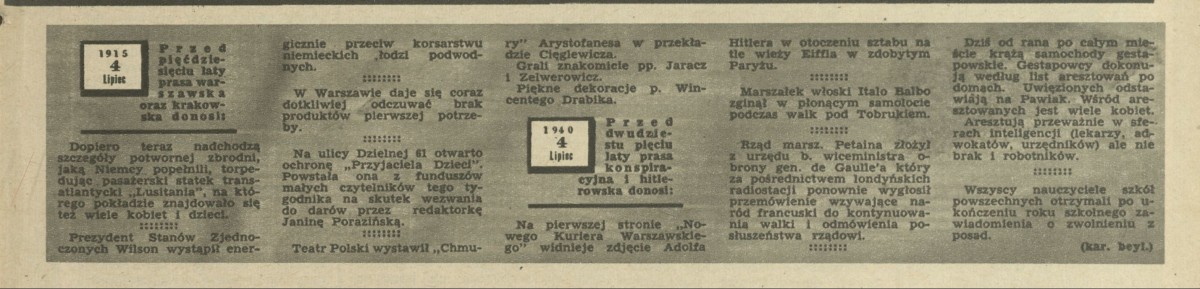 1915
4
Lipiec
Przed
pięćdzie-
sięciu laty
prasa war-
szawska
oraz krakow-
ska donosi:
Dopiero teraz nadchodzą
szczegóły potwornej zbrodni,
jaką Niemcy popełnili, torpe-
dując pasażerski statek trans-
atlantycki „Lusitania”, na któ-
rego pokładzie znajdowało się
też wiele kobiet i dzieci.
::::::::
Prezydent Stanów Zjedno-
czonych Wilson wystąpił ener-
gicznie przeciw korsarstwu
niemieckich łodzi podwod-
nych.
::::::::
W Warszawie daje się coraz
dotkliwiej odczuwać brak
produktów pierwszej potrze-
by.
::::::::
Na ulicy Dzielnej 61 otwarto
ochronę „Przyjaciela Dzieci”.
Powstała ona z funduszów
małych czytelników tego ty-
godnika na skutek wezwania
do darów przez redaktorkę
Janinę Porazińską.
::::::::
Teatr Polski wystawił „Chmu-
ry” Arystofanesa w przekła-
dzie Cięglewicza.
Grali znakomicie pp. Jaracz
i Zelwerowicz.
Piękne dekoracje p. Win-
centego Drabika.
1940
4
Lipiec
Przed
dwudzie-
stu pięciu
laty prasa
konspira-
cyjna i hitle-
rowska donosi:
Na pierwszej stronie „No-
wego Kuriera Warszawskie-
go” widnieje zdjęcie Adolfa
Hitlera w otoczeniu sztabu na
tle wieży Eiffla w zdobytym
Paryżu.
::::::::
Marszałek włoski Italo Balbo
zginął w płonącym samolocie
podczas walk pod Tobrukiem.
::::::::
Rząd marsz. Petaina złożył
z urzędu b. wiceministra o-
brony gen. de Gaulle'a który
za pośrednictwem londyńskich
radiostacji ponownie wygłosił
przemówienie wzywające na-
ród francuski do kontynuowa-
nia walki i odmówienia po-
słuszeństwa rządowi.
::::::::
Dziś od rana po całym mie-
ście krążą samochody gesta-
powskie. Gestapowcy dokonu-
ją według list aresztowań po
domach. Uwięzionych odsta-
wiają na Pawiak. Wśród are-
sztowanych jest wiele kobiet.
Aresztują przeważnie w sfe-
rach inteligencji (lekarzy, ad-
wokatów, urzędników) ale nie
brak i robotników.
::::::::
Wszyscy nauczyciele szkół
powszechnych otrzymali po u-
kończeniu roku szkolnego za-
wiadomienia o zwolnieniu z
posad.
(kar. beyl.)